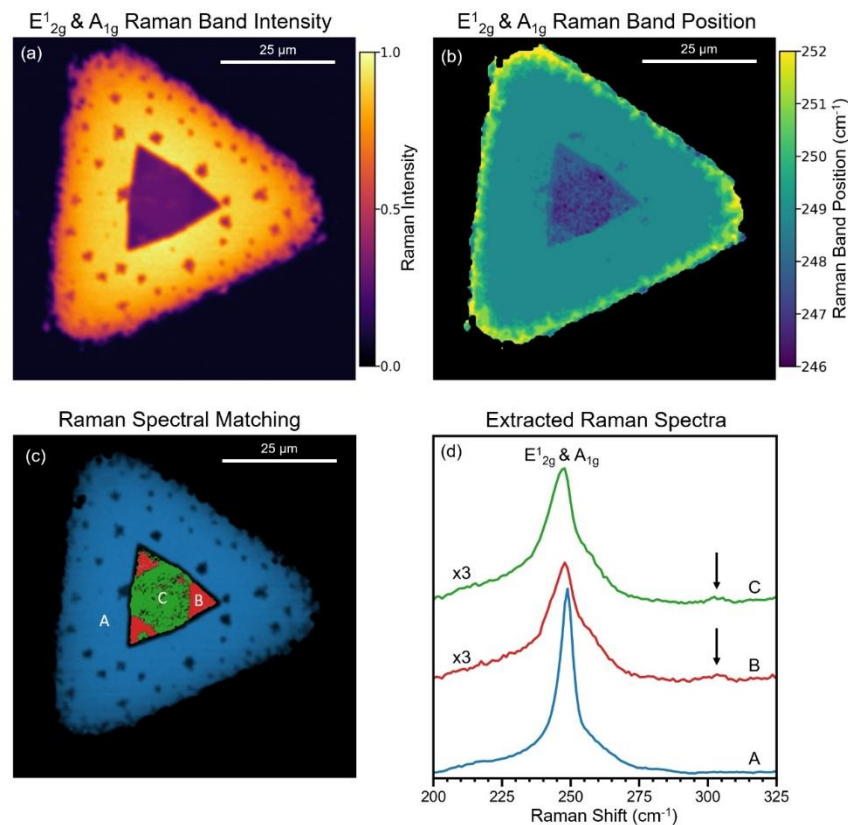 E¹₂g & A₁g Raman Band Intensity
(a)
25 µm
1.0
0.5
0.0
Raman Intensity
E¹₂g & A₁g Raman Band Position
(b)
25 µm
252
251
250
249
248
247
246
Raman Band Position (cm⁻¹)
Raman Spectral Matching
(c)
25 µm
A
C
B
Extracted Raman Spectra
(d)
E¹₂g & A₁g
x3
C
x3
B
A
200 225 250 275 300 325
Raman Shift (cm⁻¹)